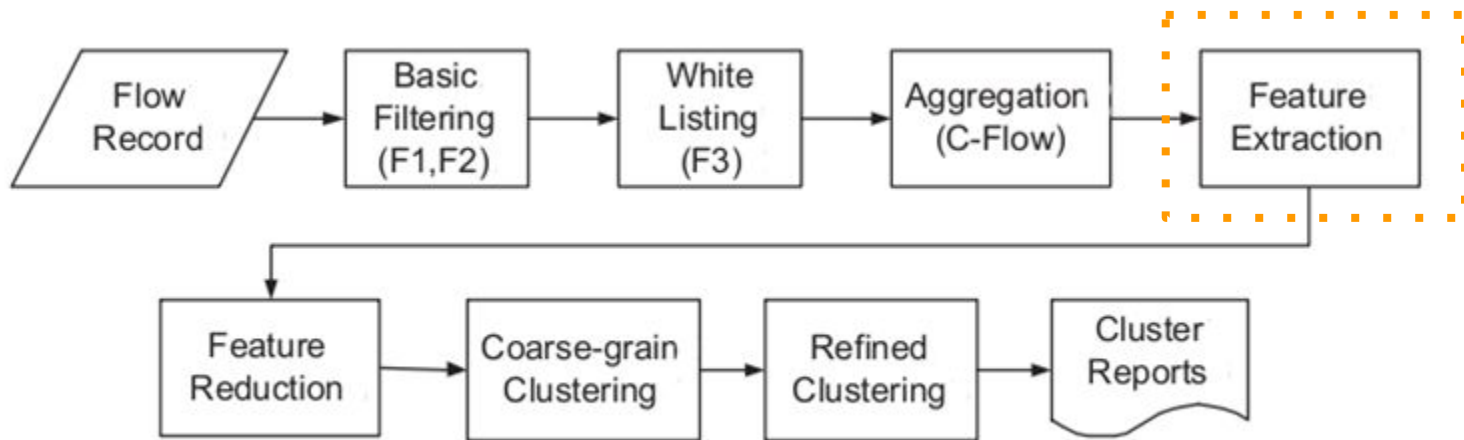 Flow
Record
Basic
Filtering
(F1,F2)
White
Listing
(F3)
Aggregation
(C-Flow)
Feature
Extraction
Feature
Reduction
Coarse-grain
Clustering
Refined
Clustering
Cluster
Reports